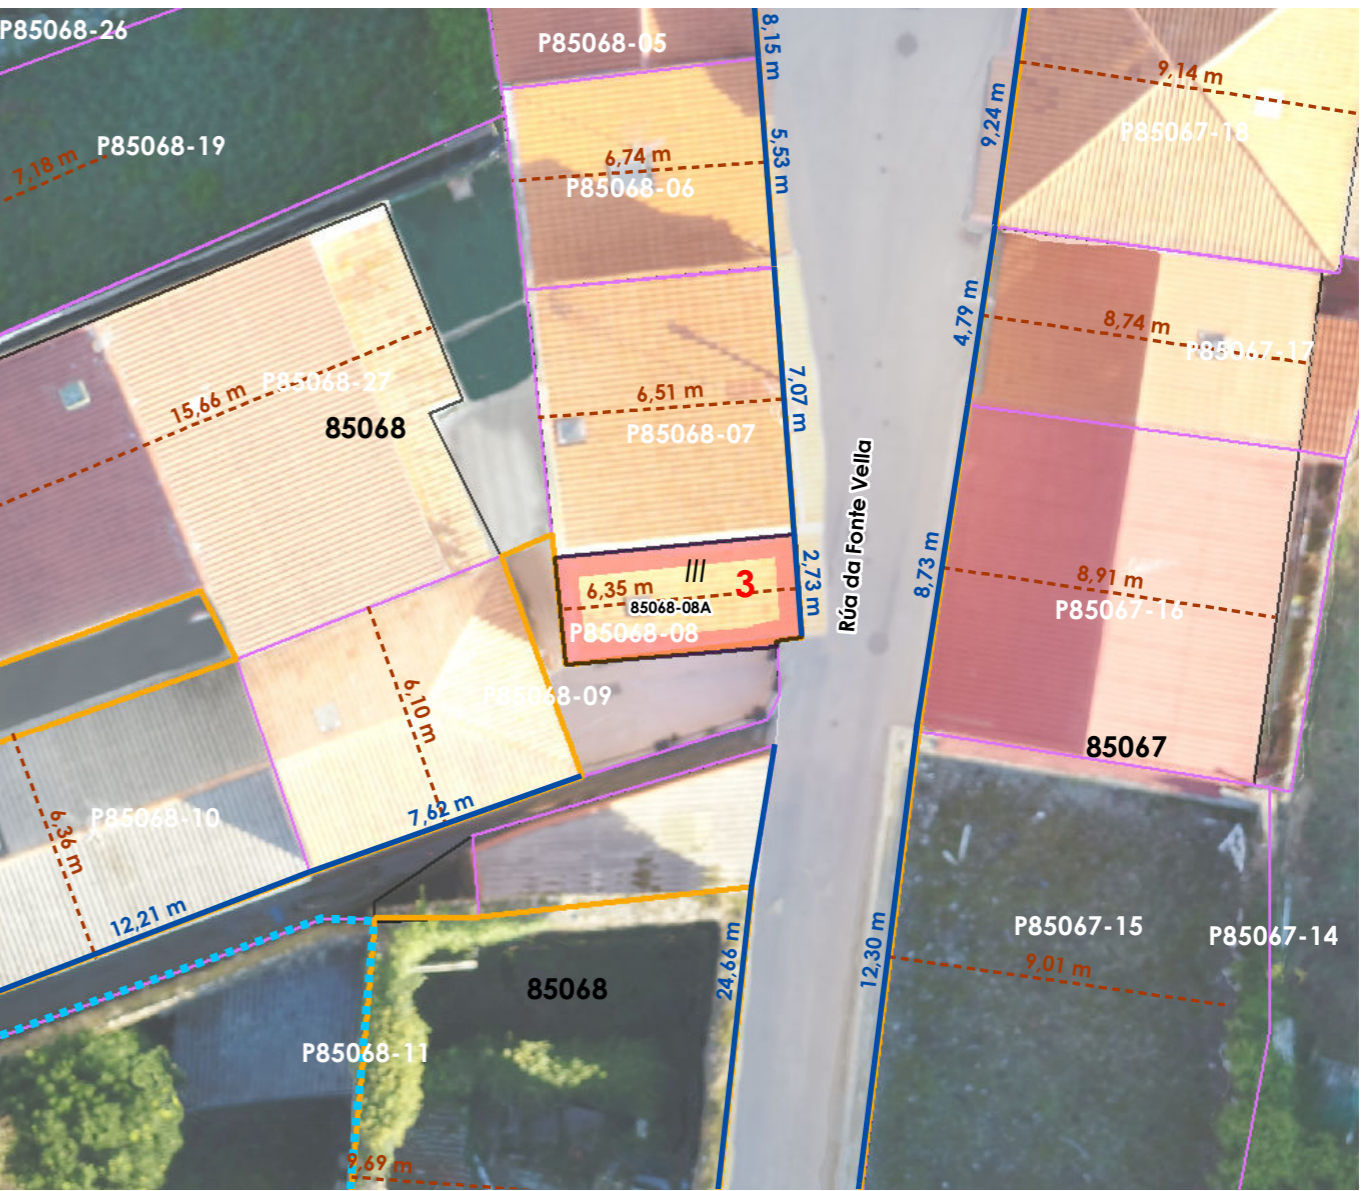 P85068-26
P85068-05
8,15 m
9,14 m
9,24 m
P85067-18
P85068-19
7,18 m
6,74 m
5,53 m
P85068-06
4,79 m
8,74 m
P85067-17
P85068-27
15,66 m
85068
6,51 m
7,07 m
P85068-07
Rúa da Fonte Vella
III
3
6,35 m
85068-08A
2,73 m
P85068-08
8,73 m
8,91 m
P85067-16
P85068-09
6,10 m
85067
7,62 m
P85068-10
6,36 m
12,21 m
P85067-15
P85067-14
12,30 m
24,66 m
9,01 m
85068
P85068-11
9,69 m